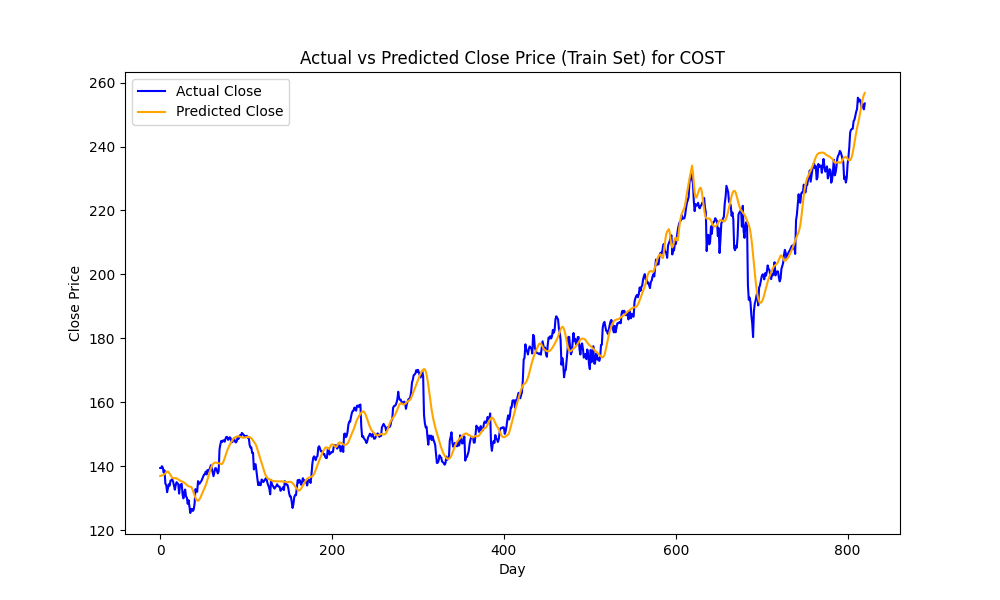 Actual vs Predicted Close Price (Train Set) for COST
Actual Close
Predicted Close
260
240
220
200
180
160
140
120
Close Price
0 200 400 600 800
Day